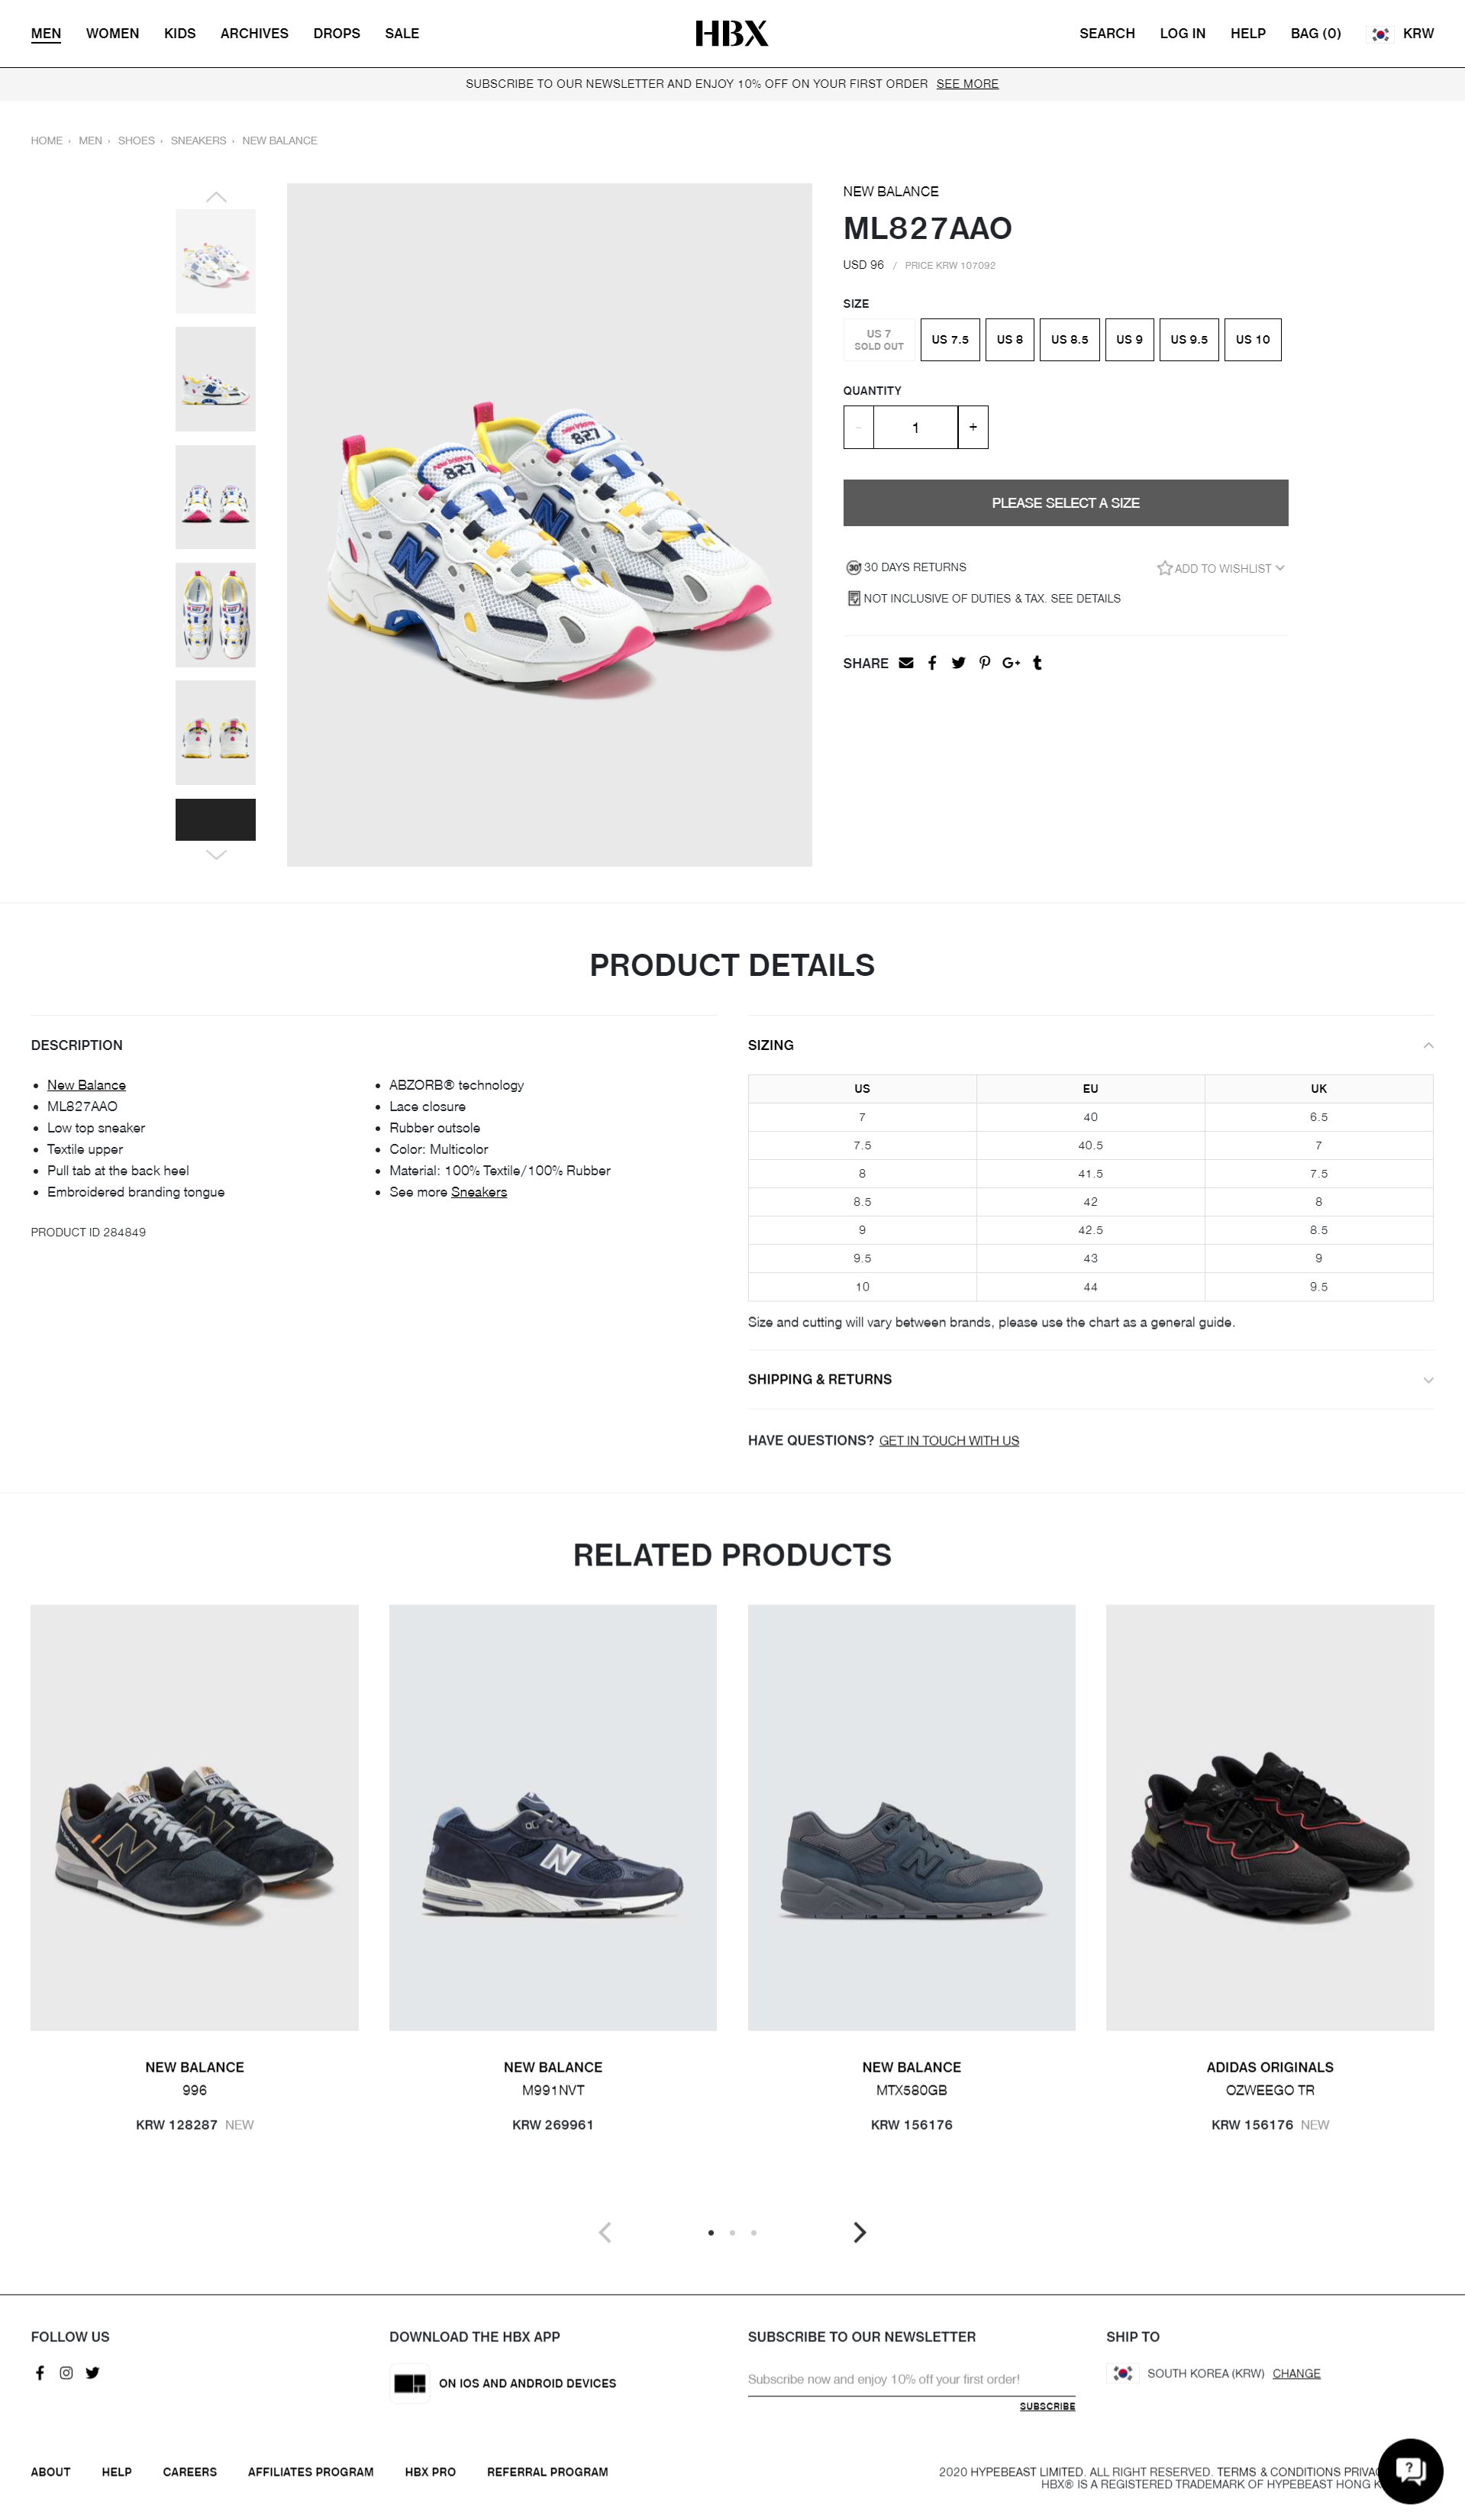 MEN WOMEN KIDS ARCHIVES DROPS SALE
HBX
SEARCH LOG IN HELP BAG (0) KRW
SUBSCRIBE TO OUR NEWSLETTER AND ENJOY 10% OFF ON YOUR FIRST ORDER SEE MORE
HOME › MEN › SHOES › SNEAKERS › NEW BALANCE
NEW BALANCE
ML827AAO
USD 96 / PRICE KRW 107092
SIZE
US 7 SOLD OUT
US 7.5 US 8 US 8.5 US 9 US 9.5 US 10
QUANTITY
- 1 +
PLEASE SELECT A SIZE
30 DAYS RETURNS
ADD TO WISHLIST
NOT INCLUSIVE OF DUTIES & TAX. SEE DETAILS
SHARE
827
827
N
N
PRODUCT DETAILS
DESCRIPTION
• New Balance
• ML827AAO
• Low top sneaker
• Textile upper
• Pull tab at the back heel
• Embroidered branding tongue
• ABZORB® technology
• Lace closure
• Rubber outsole
• Color: Multicolor
• Material: 100% Textile/100% Rubber
• See more Sneakers
PRODUCT ID 284849
SIZING
US EU UK
7 40 6.5
7.5 40.5 7
8 41.5 7.5
8.5 42 8
9 42.5 8.5
9.5 43 9
10 44 9.5
Size and cutting will vary between brands, please use the chart as a general guide.
SHIPPING & RETURNS
HAVE QUESTIONS? GET IN TOUCH WITH US
RELATED PRODUCTS
NEW BALANCE
996
KRW 128287 NEW
NEW BALANCE
M991NVT
KRW 269961
NEW BALANCE
MTX580GB
KRW 156176
ADIDAS ORIGINALS
OZWEEGO TR
KRW 156176 NEW
FOLLOW US
DOWNLOAD THE HBX APP
ON IOS AND ANDROID DEVICES
SUBSCRIBE TO OUR NEWSLETTER
Subscribe now and enjoy 10% off your first order!
SUBSCRIBE
SHIP TO
SOUTH KOREA (KRW) CHANGE
ABOUT HELP CAREERS AFFILIATES PROGRAM HBX PRO REFERRAL PROGRAM
2020 HYPEBEAST LIMITED. ALL RIGHT RESERVED. TERMS & CONDITIONS
HBX® IS A REGISTERED TRADEMARK OF HYPEBEAST HONG